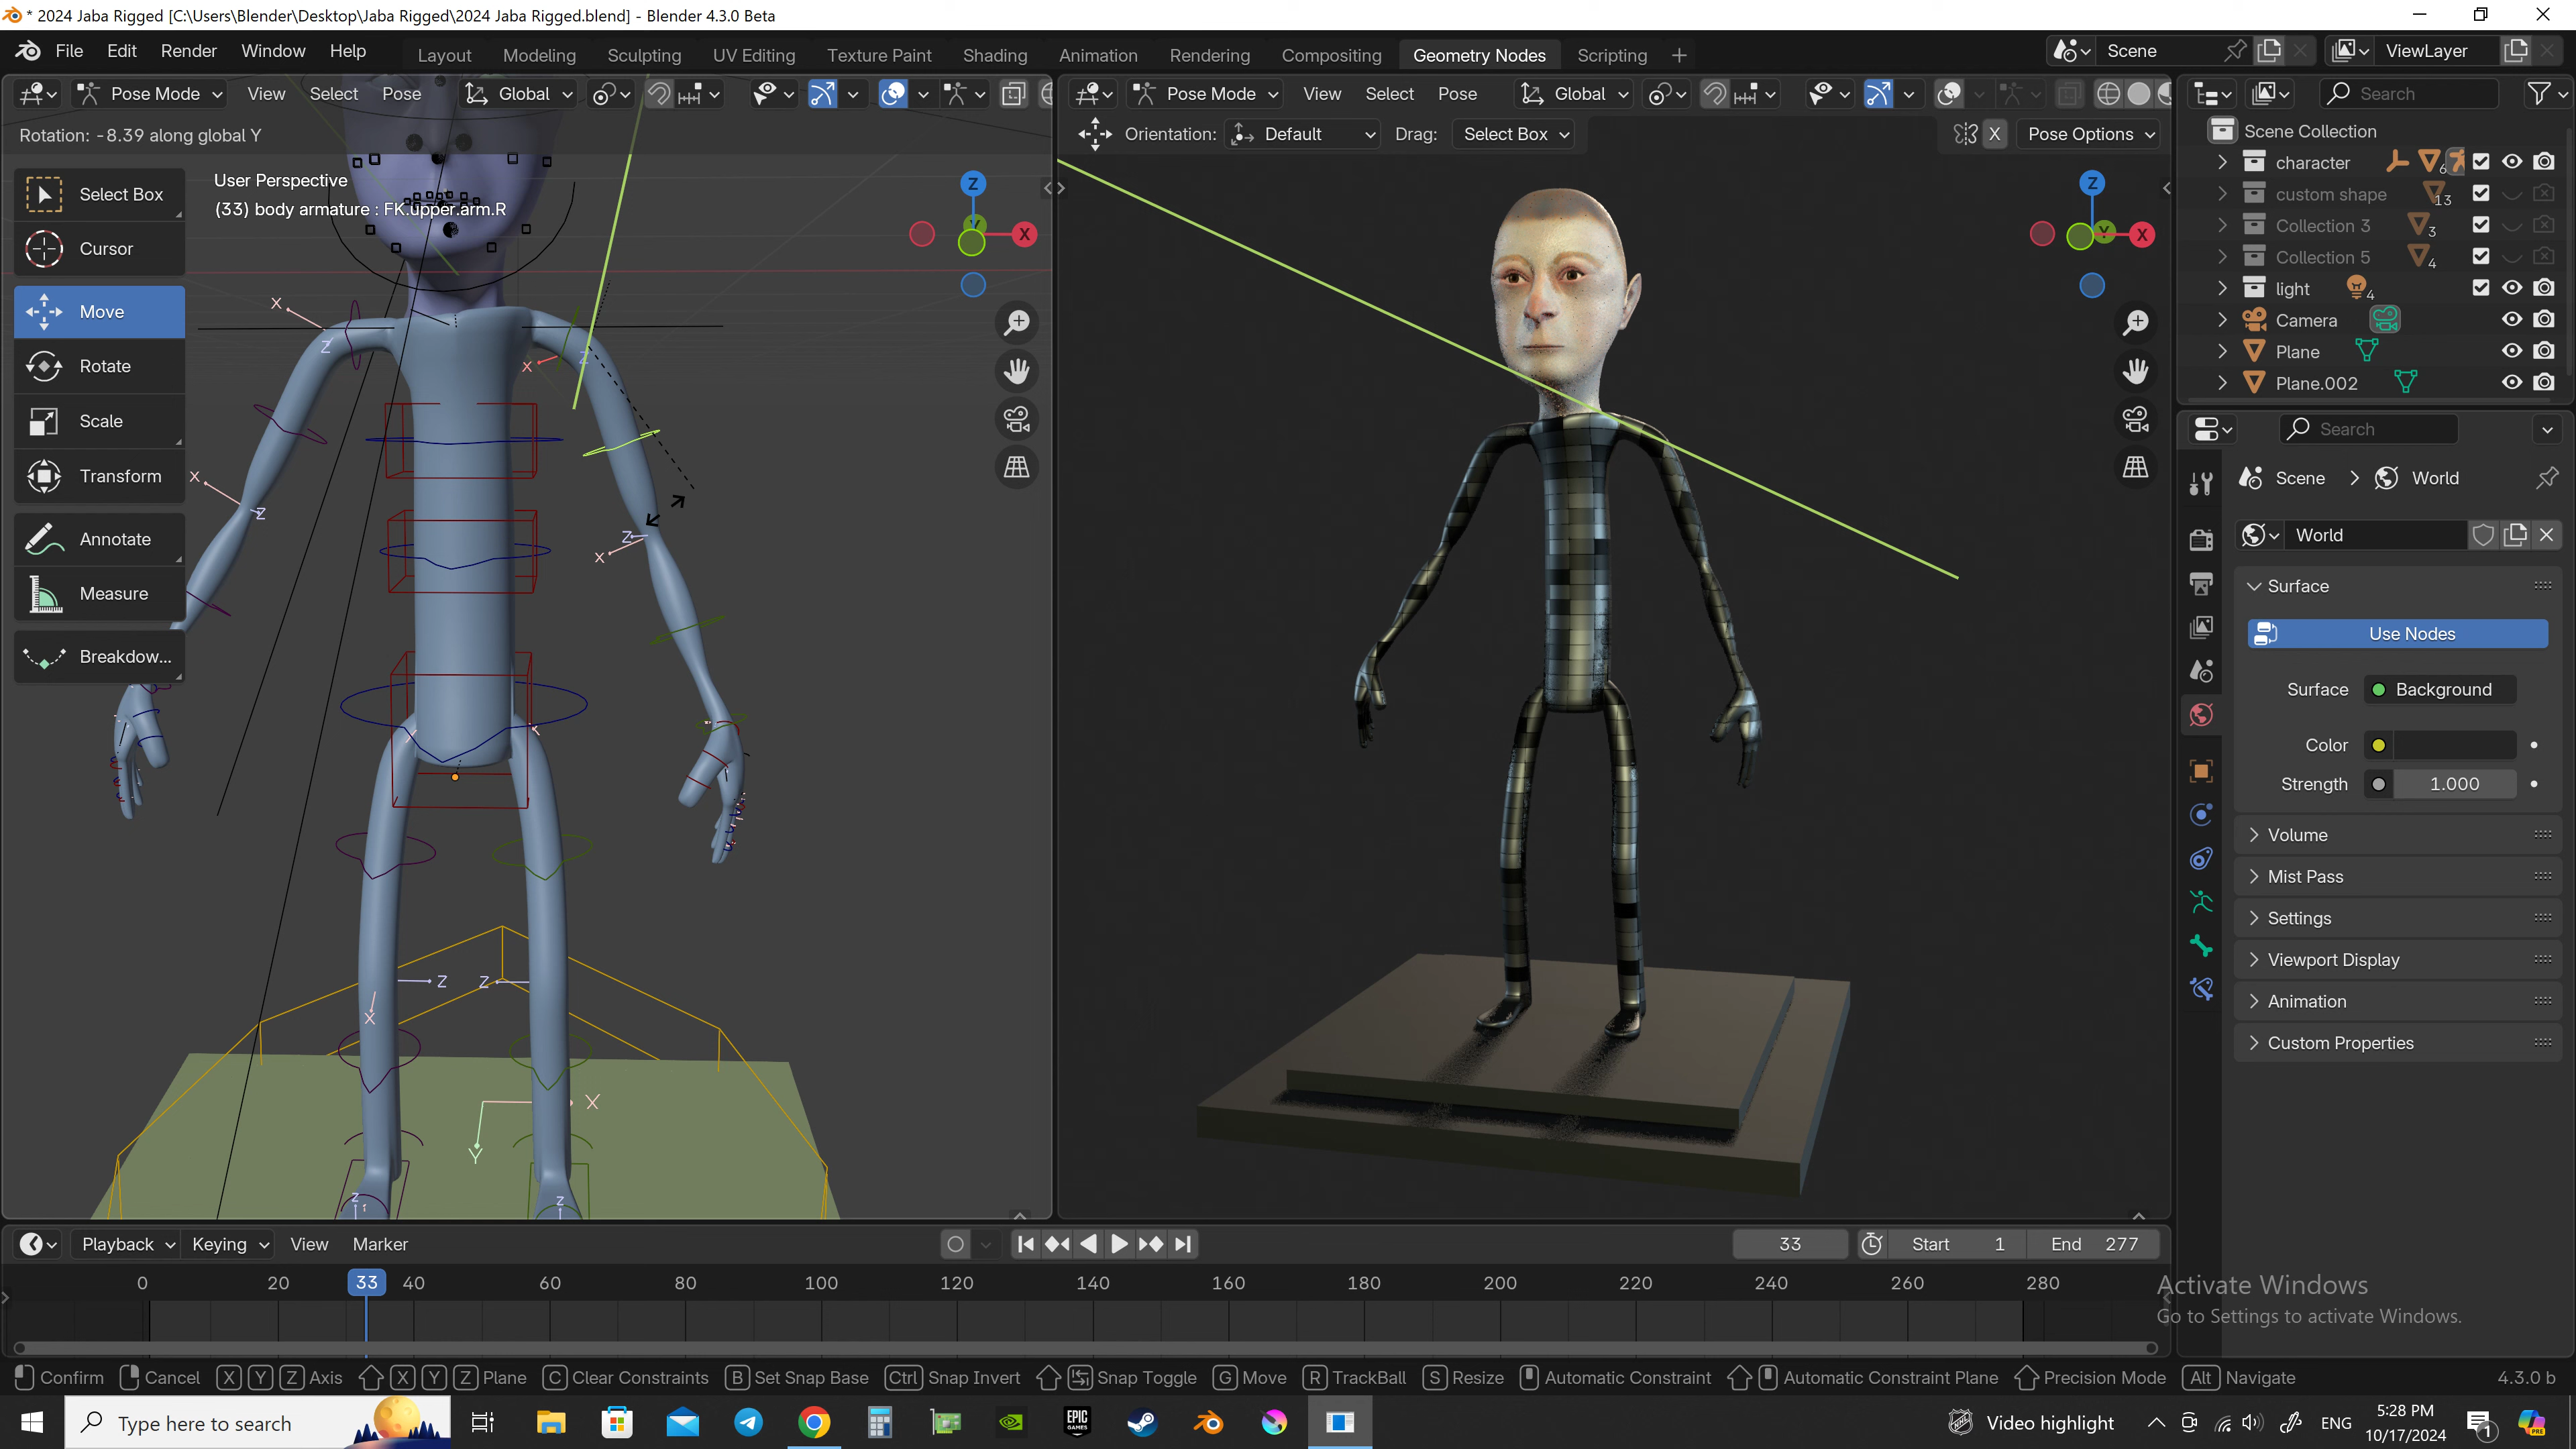 * 2024 Jaba Rigged [C:\Users\Blender\Desktop\Jaba Rigged\2024 Jaba Rigged.blend] - Blender 4.3.0 Beta
File Edit Render Window Help Layout Modeling Sculpting UV Editing Texture Paint Shading Animation Rendering Compositing Geometry Nodes Scripting + Scene ViewLayer
Pose Mode View Select Pose Global Pose Mode View Select Pose Global Search
Rotation: -8.39 along global Y Orientation: Default Drag: Select Box X Pose Options Scene Collection
User Perspective
(33) body armature : FK.upper.arm.R
Select Box
Cursor
Move
Rotate
Scale
Transform
Annotate
Measure
Breakdow...
Z
X
X
Z
X
Z
X
Z
Z
X
X
Z
Z
X
X
Y
Z
Z
Z
Y
X
character 6
custom shape 13
Collection 3 3
Collection 5 4
light 4
Camera
Plane
Plane.002
Search
Scene > World
World
Surface
Use Nodes
Surface Background
Color
Strength 1.000
Volume
Mist Pass
Settings
Viewport Display
Animation
Custom Properties
Playback Keying View Marker 33 Start 1 End 277
0 20 33 40 60 80 100 120 140 160 180 200 220 240 260 280
Activate Windows
Go to Settings to activate Windows.
Confirm Cancel X Y Z Axis X Y Z Plane C Clear Constraints B Set Snap Base Ctrl Snap Invert Snap Toggle G Move R TrackBall S Resize Automatic Constraint Automatic Constraint Plane Precision Mode Alt Navigate 4.3.0 b
Type here to search EPIC GAMES Video highlight ENG 5:28 PM
10/17/2024 1 PRE